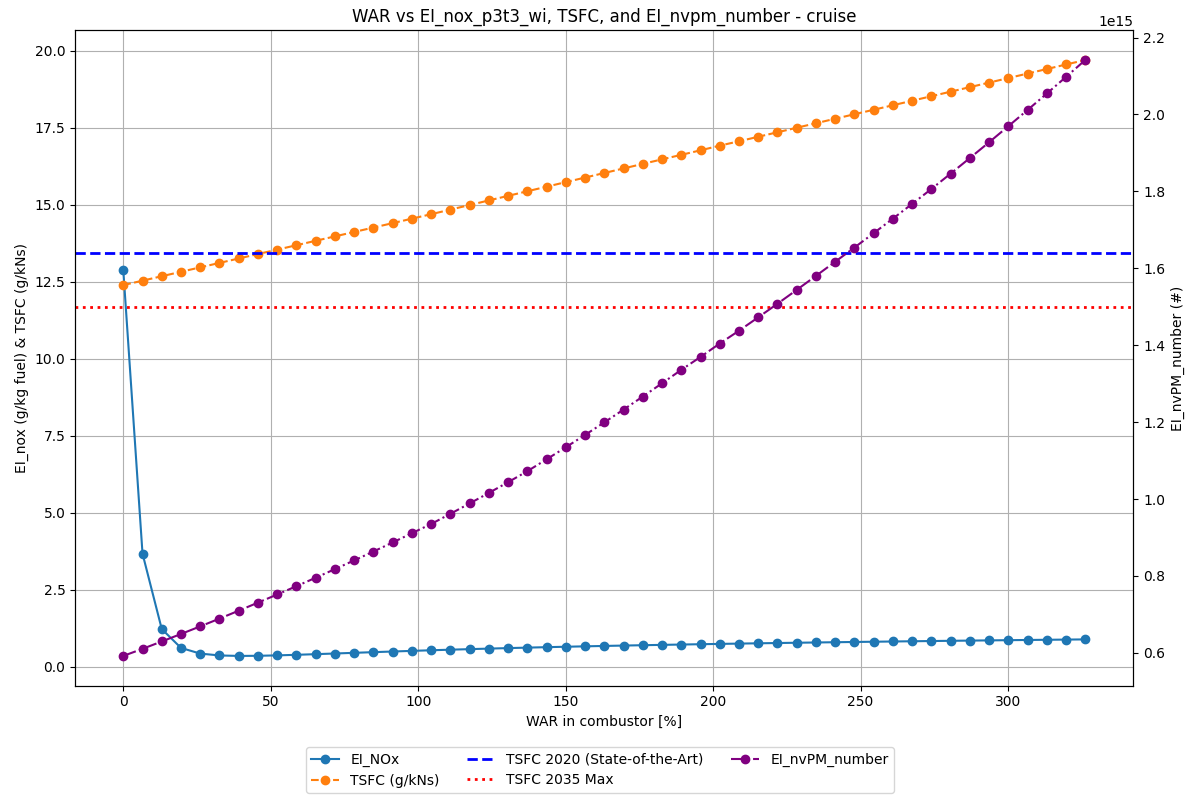 WAR vs EI_nox_p3t3_wi, TSFC, and EI_nvpm_number - cruise
1e15
20.0
17.5
15.0
12.5
10.0
7.5
5.0
2.5
0.0
EI_nox (g/kg fuel) & TSFC (g/kNs)
2.2
2.0
1.8
1.6
1.4
1.2
1.0
0.8
0.6
EI_nvPM_number (#)
0 50 100 150 200 250 300
WAR in combustor [%]
EI_NOx TSFC 2020 (State-of-the-Art) EI_nvPM_number
TSFC (g/kNs) TSFC 2035 Max